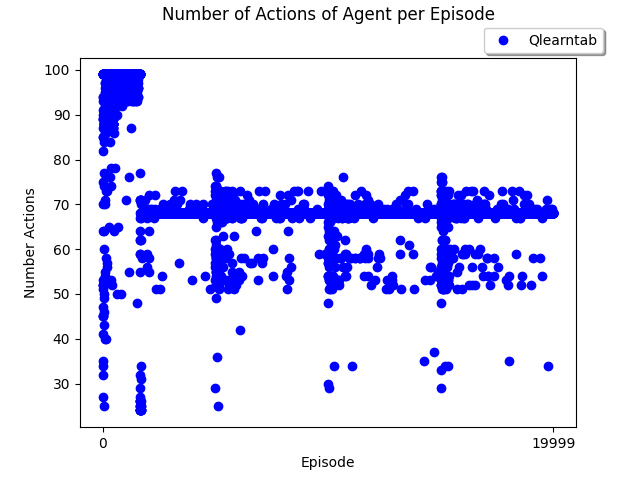 Number of Actions of Agent per Episode
Qlearntab
100
90
80
70
60
50
40
30
Number Actions
0
19999
Episode